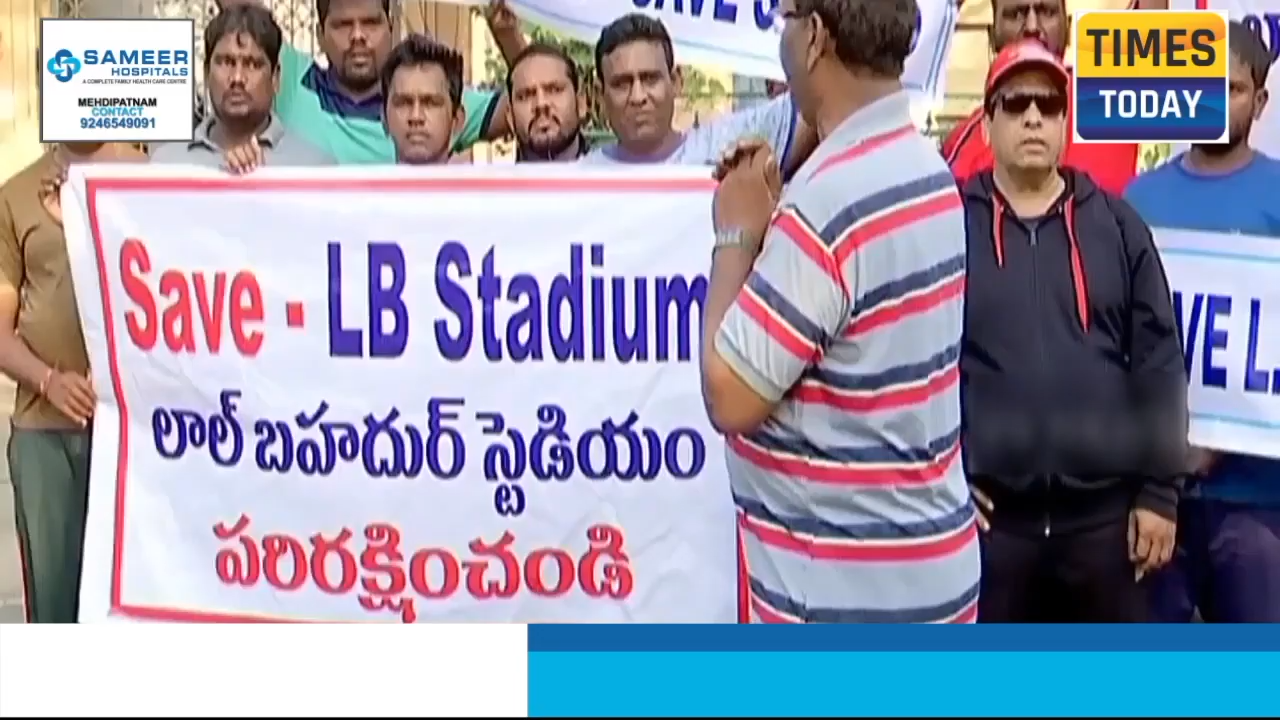 SAMEER
HOSPITALS
A COMPLETE FAMILY HEALTH CARE CENTRE
MEHDIPATNAM
CONTACT
9246549091
TIMES
TODAY
SAVE
Save - LB Stadium
లాల్ బహదుర్ స్టెడియం
పరిరక్షించండి
VE L.